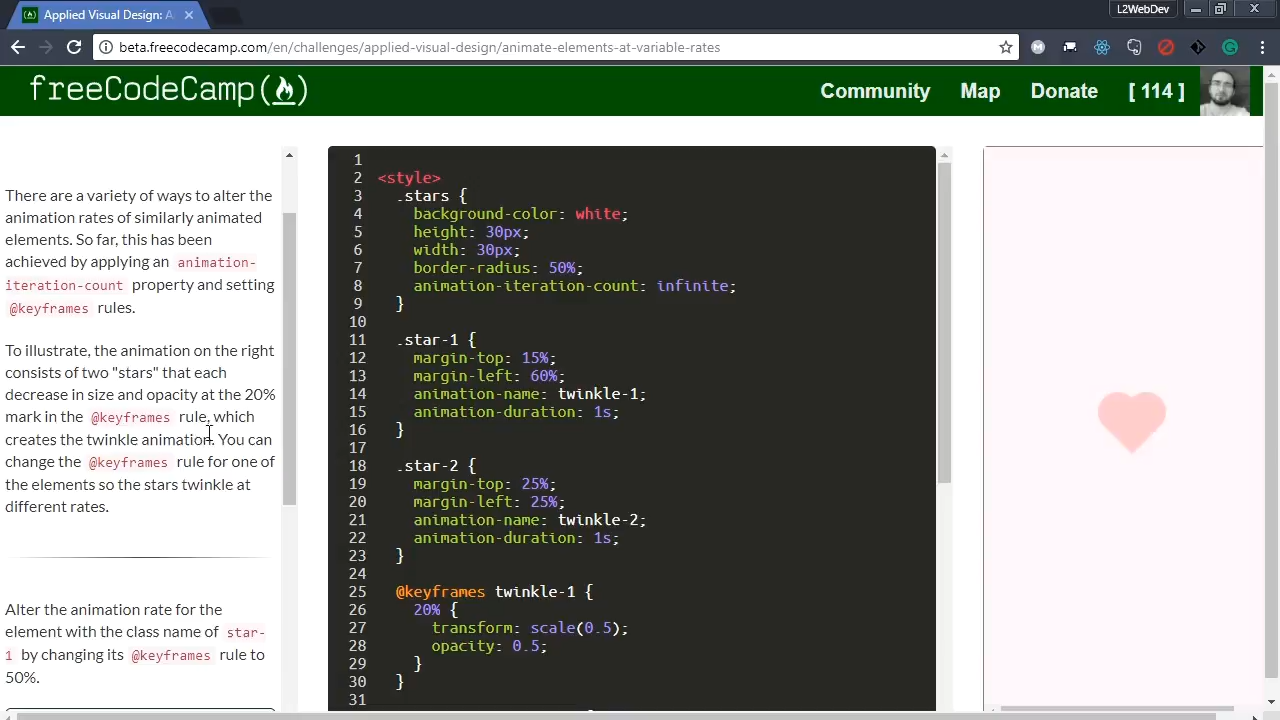 Applied Visual Design: A
L2WebDev
beta.freecodecamp.com/en/challenges/applied-visual-design/animate-elements-at-variable-rates
freeCodeCamp
Community
Map
Donate
[ 114 ]
There are a variety of ways to alter the
animation rates of similarly animated
elements. So far, this has been
achieved by applying an animation-
iteration-count property and setting
@keyframes rules.
To illustrate, the animation on the right
consists of two "stars" that each
decrease in size and opacity at the 20%
mark in the @keyframes rule, which
creates the twinkle animation. You can
change the @keyframes rule for one of
the elements so the stars twinkle at
different rates.
Alter the animation rate for the
element with the class name of star-
1 by changing its @keyframes rule to
50%.
1
2 <style>
3 .stars {
4 background-color: white;
5 height: 30px;
6 width: 30px;
7 border-radius: 50%;
8 animation-iteration-count: infinite;
9 }
10
11 .star-1 {
12 margin-top: 15%;
13 margin-left: 60%;
14 animation-name: twinkle-1;
15 animation-duration: 1s;
16 }
17
18 .star-2 {
19 margin-top: 25%;
20 margin-left: 25%;
21 animation-name: twinkle-2;
22 animation-duration: 1s;
23 }
24
25 @keyframes twinkle-1 {
26 20% {
27 transform: scale(0.5);
28 opacity: 0.5;
29 }
30 }
31